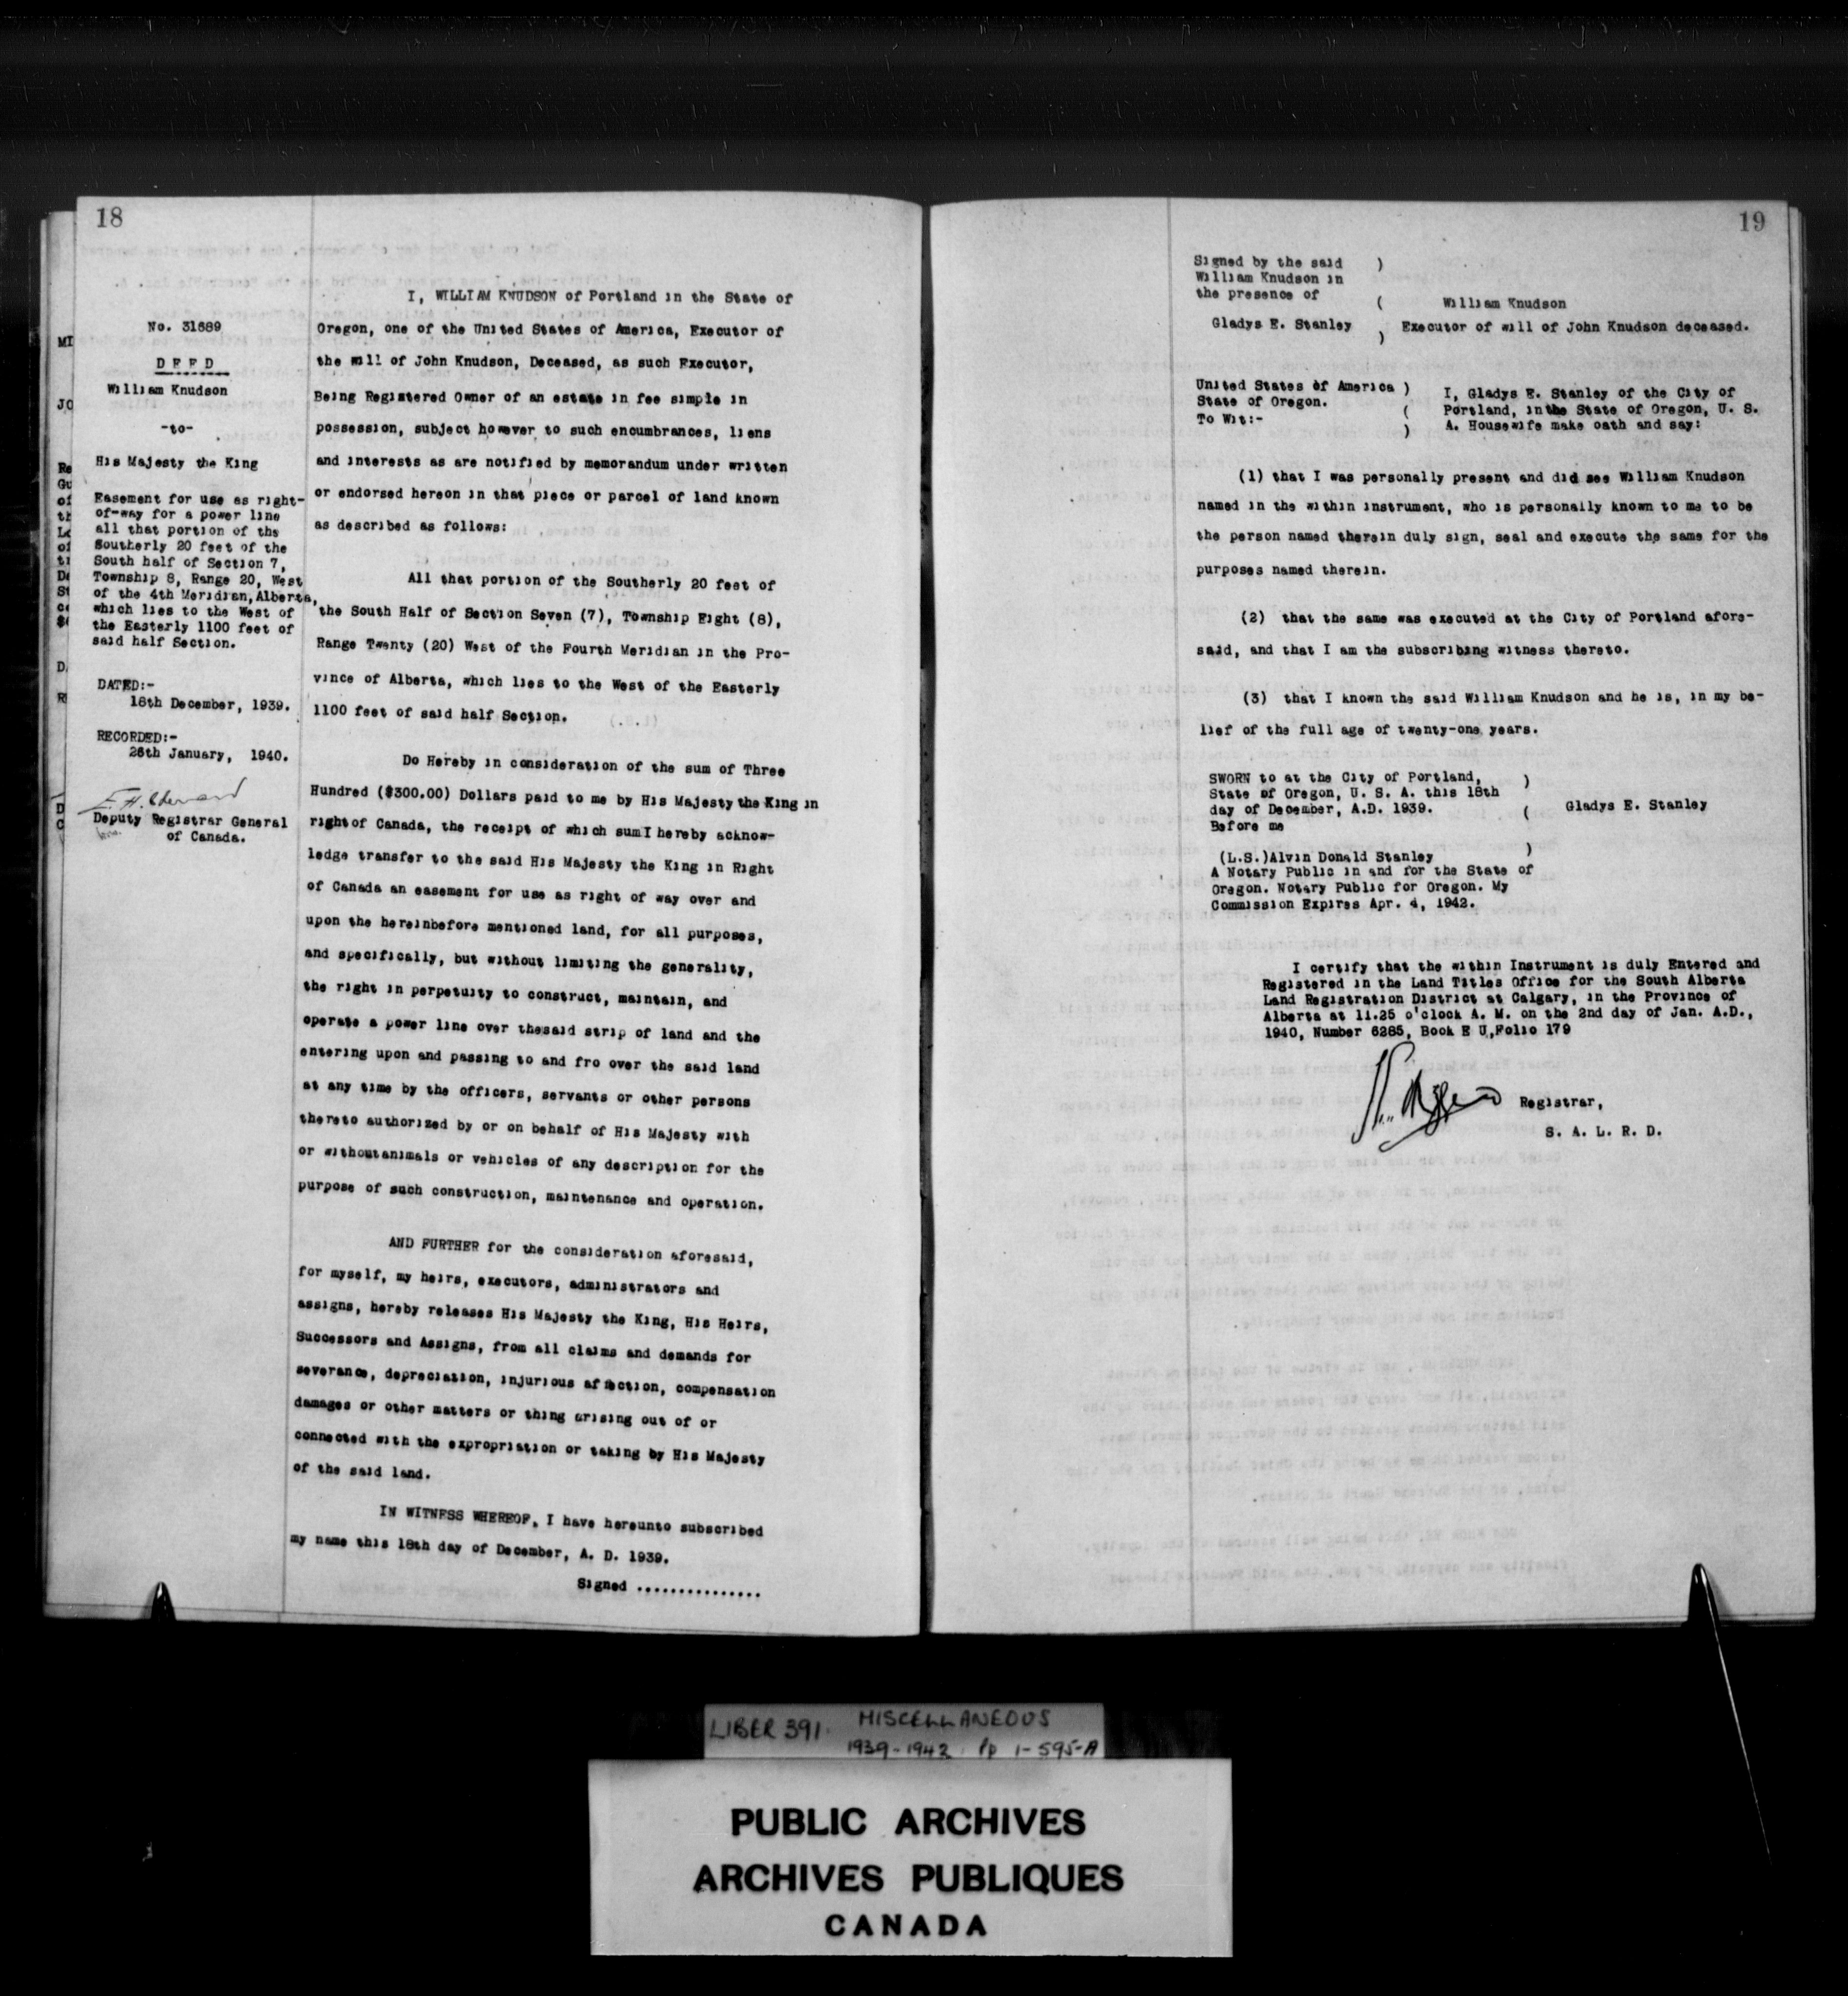 18
No. 31689
DEED
William Knudson
-to-
His Majesty the King
Easement for use as right-
of-way for a power line
all that portion of the
Southerly 20 feet of the
South half of Section 7,
Township 8, Range 20, West
of the 4th Meridian, Alberta,
which lies to the West of
the Easterly 1100 feet of
said half Section.
DATED:-
18th December, 1939.
RECORDED:-
26th January, 1940.
Deputy Registrar General
of Canada.
I, WILLIAM KNUDSON of Portland in the State of
Oregon, one of the United States of America, Executor of
the will of John Knudson, Deceased, as such Executor,
Being Registered Owner of an estate in fee simple in
possession, subject however to such encumbrances, liens
and interests as are notified by memorandum under written
or endorsed hereon in that piece or parcel of land known
as described as follows:
All that portion of the Southerly 20 feet of
the South Half of Section Seven (7), Township Eight (8),
Range Twenty (20) West of the Fourth Meridian in the Pro-
vince of Alberta, which lies to the West of the Easterly
1100 feet of said half Section.
Do Hereby in consideration of the sum of Three
Hundred ($300.00) Dollars paid to me by His Majesty the King in
right of Canada, the receipt of which sum I hereby acknow-
ledge transfer to the said His Majesty the King in Right
of Canada an easement for use as right of way over and
upon the hereinbefore mentioned land, for all purposes,
and specifically, but without limiting the generality,
the right in perpetuity to construct, maintain, and
operate a power line over thesaid strip of land and the
entering upon and passing to and fro over the said land
at any time by the officers, servants or other persons
thereto authorized by or on behalf of His Majesty with
or withoutanimals or vehicles of any description for the
purpose of such construction, maintenance and operation.
AND FURTHER for the consideration aforesaid,
for myself, my heirs, executors, administrators and
assigns, hereby releases His Majesty the King, His Heirs,
Successors and Assigns, from all claims and demands for
severance, depreciation, injurious affection, compensation
damages or other matters or thing arising out of or
connected with the expropriation or taking by His Majesty
of the said land.
IN WITNESS WHEREOF, I have hereunto subscribed
my name this 18th day of December, A. D. 1939.
Signed ...............
19
Signed by the said )
William Knudson in
the presence of ( William Knudson
Gladys E. Stanley ) Executor of will of John Knudson deceased.
United States of America ) I, Gladys E. Stanley of the City of
State of Oregon. ( Portland, in the State of Oregon, U. S.
To Wit:- ) A. Housewife make oath and say:
(1) that I was personally present and did see William Knudson
named in the within instrument, who is personally known to me to be
the person named therein duly sign, seal and execute the same for the
purposes named therein.
(2) that the same was executed at the City of Portland afore-
said, and that I am the subscribing witness thereto.
(3) that I known the said William Knudson and he is, in my be-
lief of the full age of twenty-one years.
SWORN to at the City of Portland, )
State of Oregon, U. S. A. this 18th
day of December, A.D. 1939. ( Gladys E. Stanley
Before me
(L.S.)Alvin Donald Stanley )
A Notary Public in and for the State of
Oregon. Notary Public for Oregon. My
Commission Expires Apr. 4, 1942.
I certify that the within Instrument is duly Entered and
Registered in the Land Titles Office for the South Alberta
Land Registration District at Calgary, in the Province of
Alberta at 11.25 o'clock A. M. on the 2nd day of Jan. A.D.,
1940, Number 6285, Book E U.,Folio 179
Registrar,
S. A. L. R. D.
LIBER 391. MISCELLANEOUS
1939-1942 Pp 1-595-A
PUBLIC ARCHIVES
ARCHIVES PUBLIQUES
CANADA